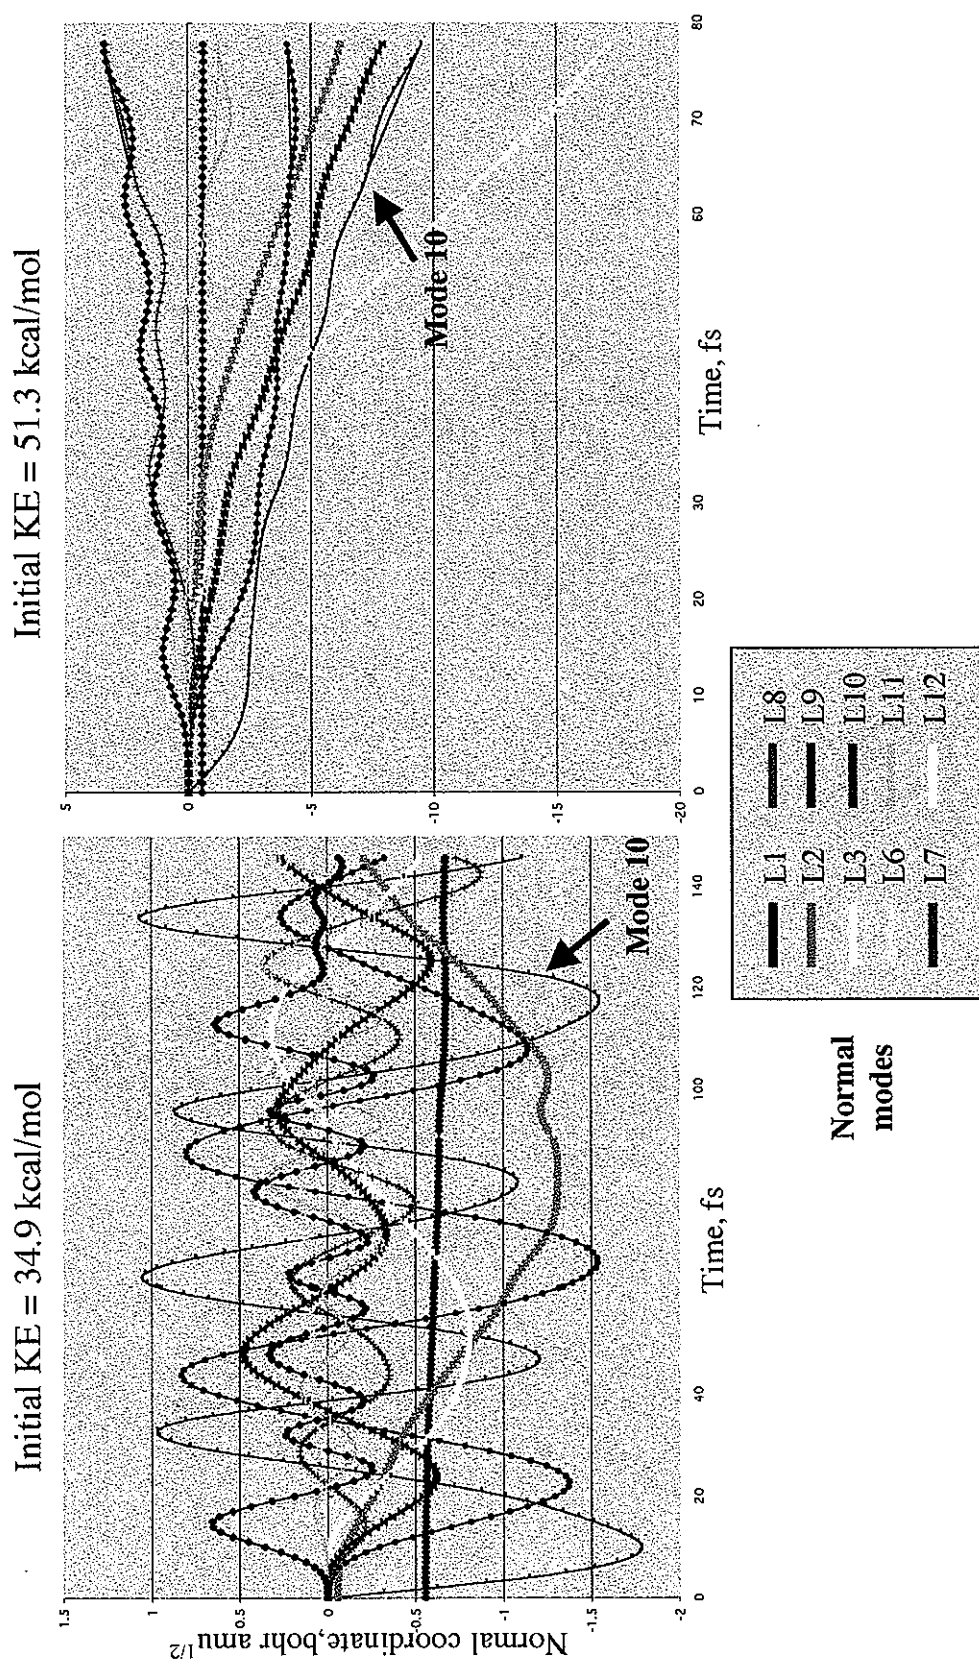 Initial KE = 34.9 kcal/mol
Normal coordinate,bohr amu^1/2
1.5
1
0.5
0
-0.5
-1
-1.5
-2
0
20
40
60
80
100
120
140
Time, fs
Mode 10
Initial KE = 51.3 kcal/mol
5
0
-5
-10
-15
-20
0
10
20
30
60
70
80
Time, fs
Mode 10
Normal
modes
L1
L2
L3
L6
L7
L8
L9
L10
L11
L12